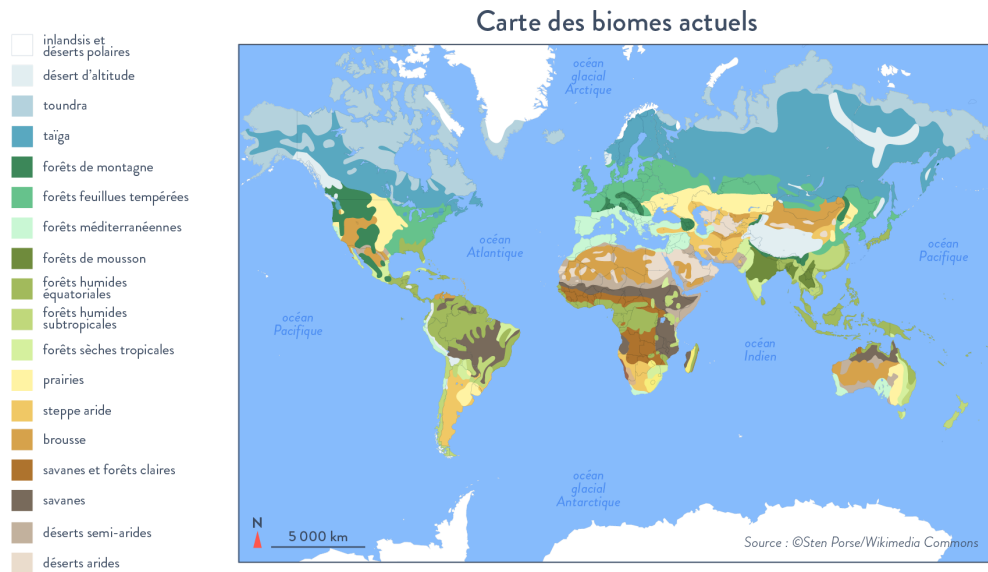 Carte des biomes actuels
inlandsis et
déserts polaires
désert d'altitude
toundra
taïga
forêts de montagne
forêts feuillues tempérées
forêts méditerranéennes
forêts de mousson
forêts humides
équatoriales
forêts humides
subtropicales
forêts sèches tropicales
prairies
steppe aride
brousse
savanes et forêts claires
savanes
déserts semi-arides
déserts arides
océan
glacial
Arctique
océan
Atlantique
océan
Pacifique
océan
Pacifique
océan
Indien
océan
glacial
Antarctique
N
5 000 km
Source : ©Sten Porse/Wikimedia Commons